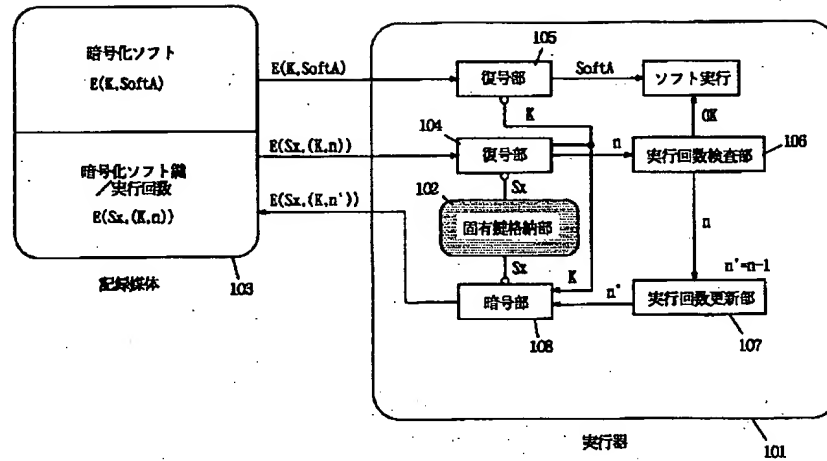 暗号化ソフト
E(K,SoftA)
暗号化ソフト鍵
／実行回数
E(Sx,(K,n))
記録媒体
103
E(K,SoftA)
E(Sx,(K,n))
E(Sx,(K,n'))
105
復号部
SoftA
ソフト実行
K
OK
104
復号部
n
実行回数検査部
106
Sx
102
固有鍵格納部
n
Sx
K
n'=n-1
暗号部
n'
実行回数更新部
108
107
実行器
101